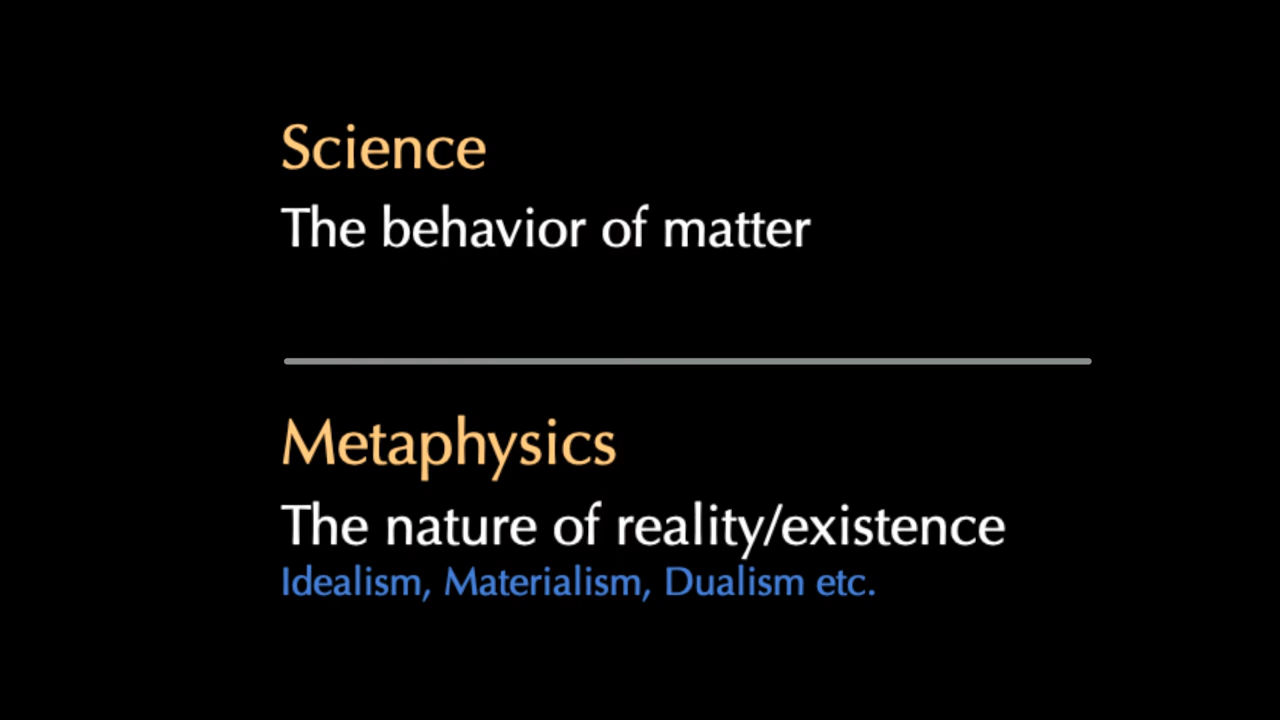 Science
The behavior of matter
Metaphysics
The nature of reality/existence
Idealism, Materialism, Dualism etc.